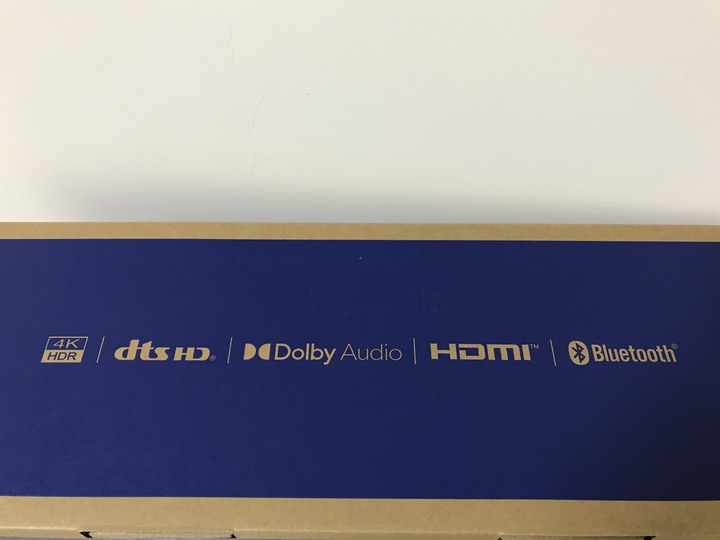 4K HDR | dts HD® | Dolby Audio | HDMI™ | Bluetooth®